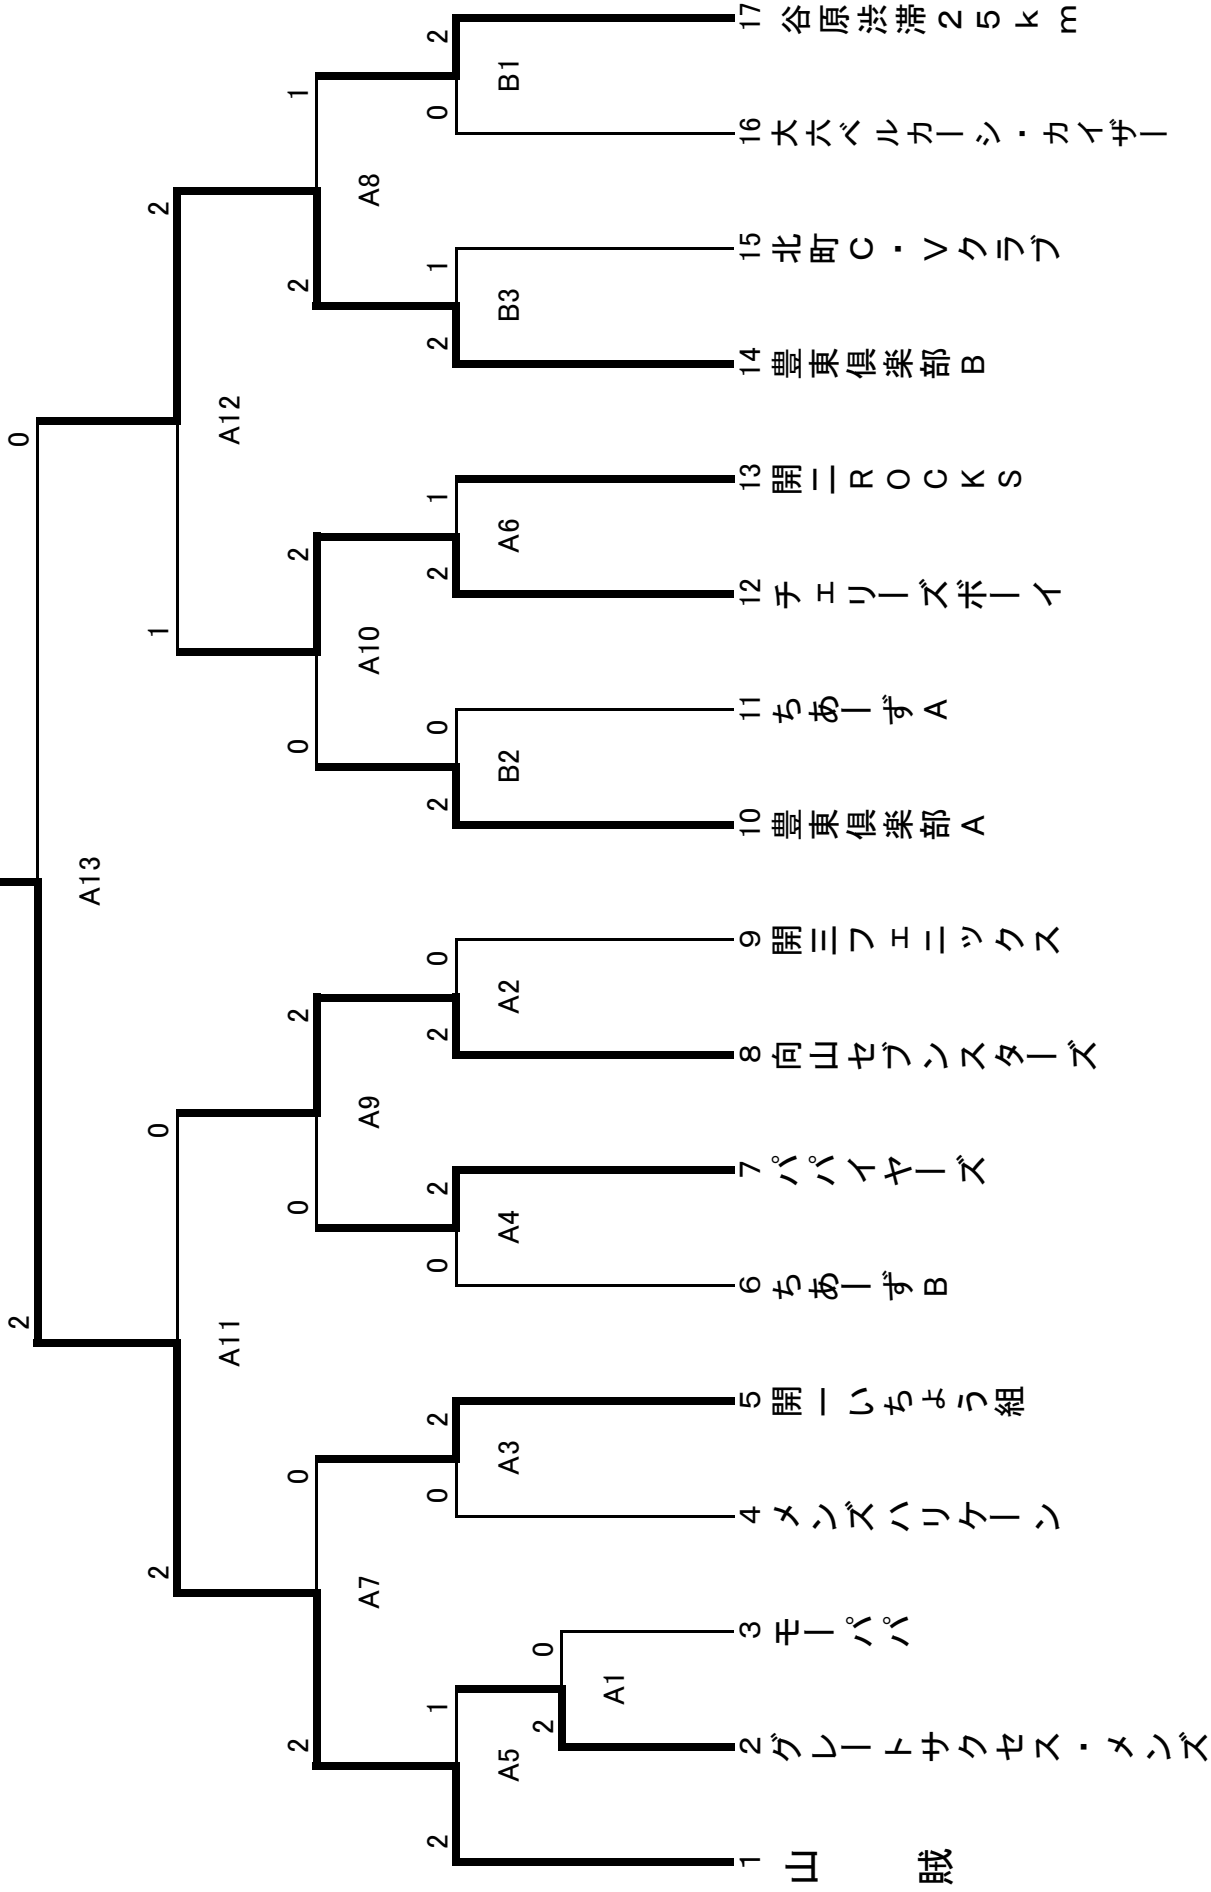 A13
2
0
A11
A12
2
0
1
2
A7
A9
A10
A8
2
0
0
2
0
2
2
1
A5
A3
A4
A2
B2
A6
B3
B1
2
1
0
2
0
2
2
0
2
0
2
1
2
1
0
2
A1
2
0
1 山賊
2 グレートサクセス・メンズ
3 モーパパ
4 メンズハリケーン
5 開一いちょう組
6 ちあーずB
7 パパイヤーズ
8 向山セブンスターズ
9 開三フェニックス
10 豊東倶楽部A
11 ちあーずA
12 チェリーズボーイ
13 開二ROCKS
14 豊東倶楽部B
15 北町C・Vクラブ
16 大六ベルカーシ・カイザー
17 谷原渋滞25km